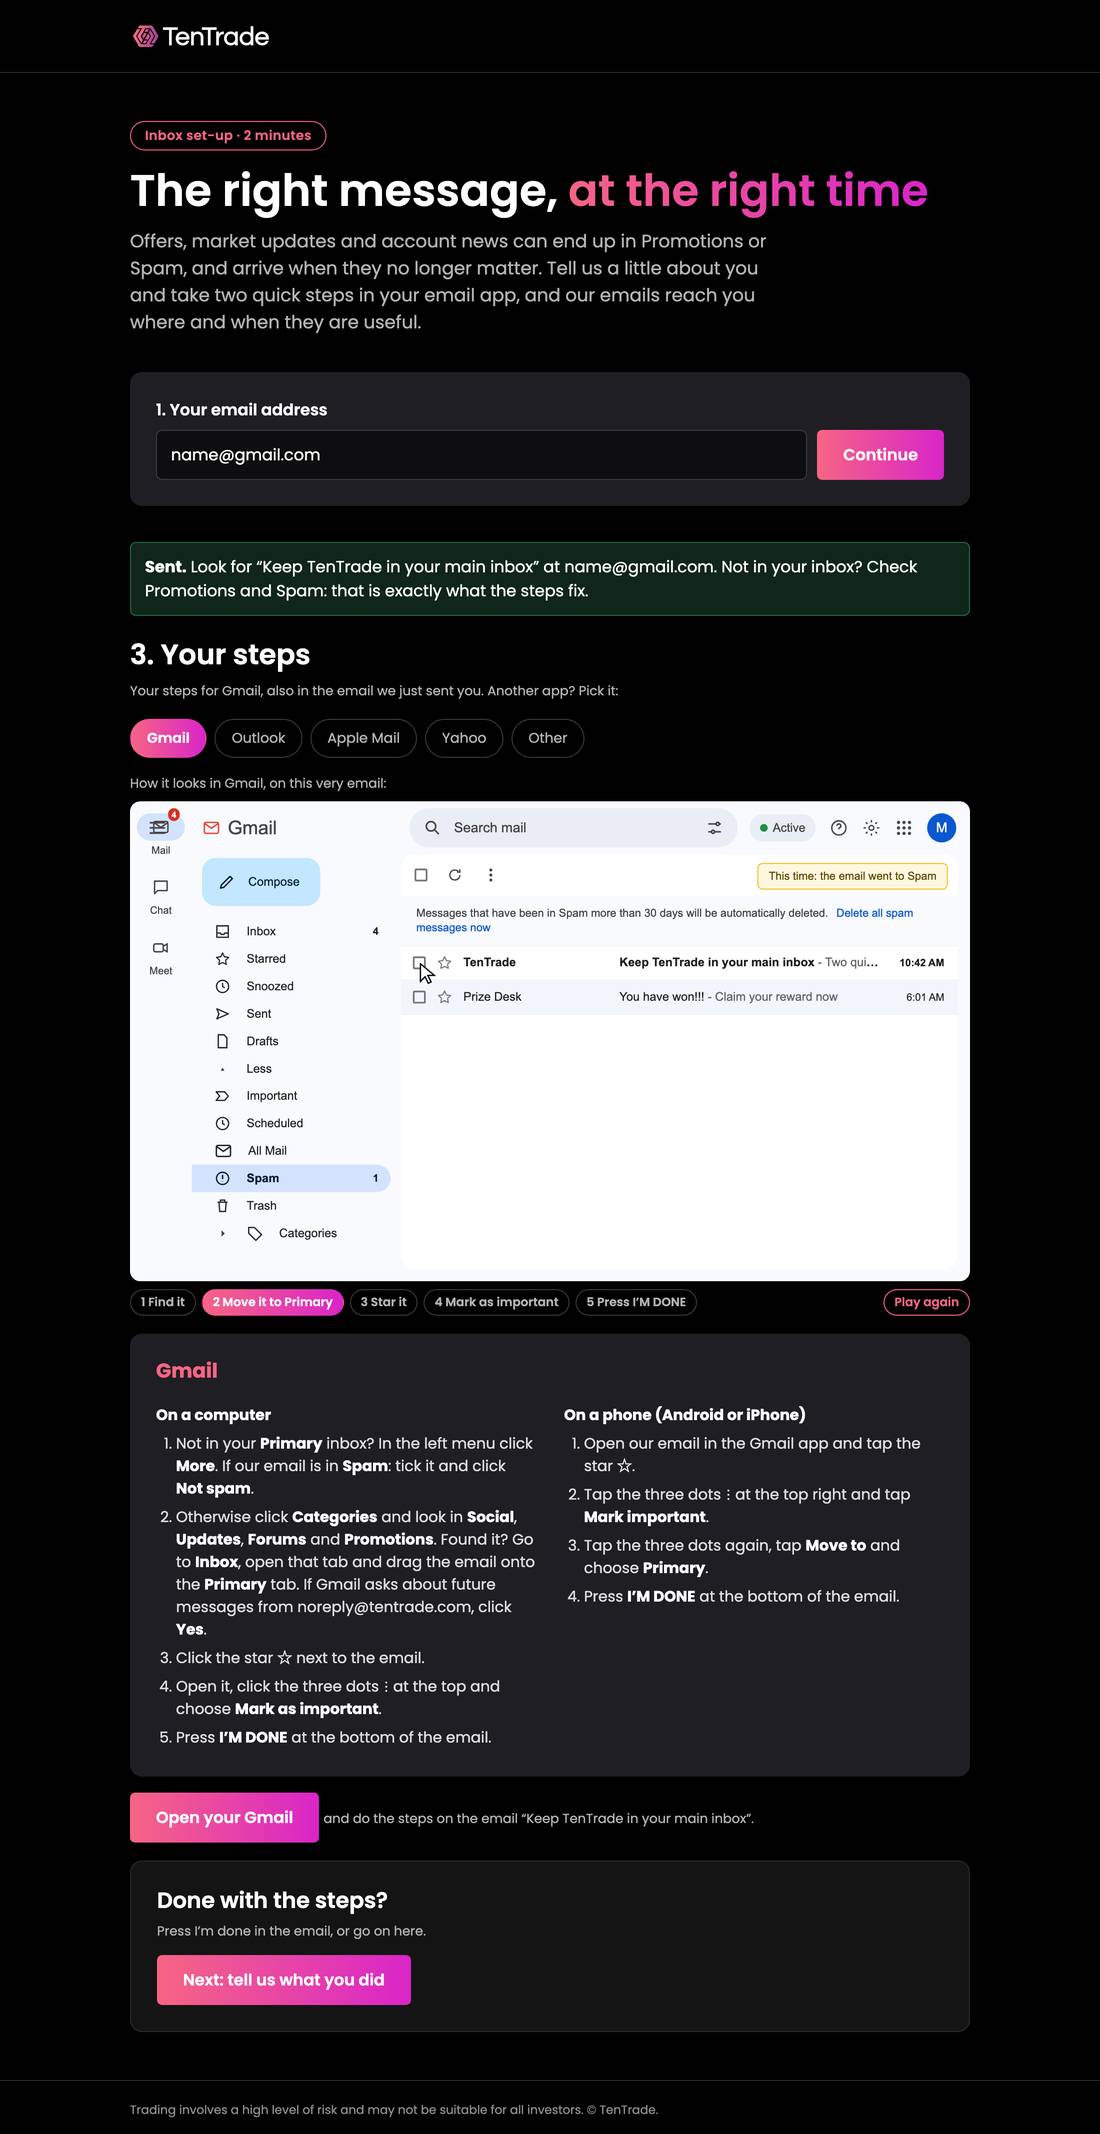 TenTrade
Inbox set-up · 2 minutes
The right message, at the right time
Offers, market updates and account news can end up in Promotions or
Spam, and arrive when they no longer matter. Tell us a little about you
and take two quick steps in your email app, and our emails reach you
where and when they are useful.
1. Your email address
name@gmail.com
Continue
Sent. Look for “Keep TenTrade in your main inbox” at name@gmail.com. Not in your inbox? Check
Promotions and Spam: that is exactly what the steps fix.
3. Your steps
Your steps for Gmail, also in the email we just sent you. Another app? Pick it:
Gmail
Outlook
Apple Mail
Yahoo
Other
How it looks in Gmail, on this very email:
4
Mail
Chat
Meet
Gmail
Search mail
Active
M
Compose
Inbox 4
Starred
Snoozed
Sent
Drafts
Less
Important
Scheduled
All Mail
Spam 1
Trash
Categories
This time: the email went to Spam
Messages that have been in Spam more than 30 days will be automatically deleted. Delete all spam
messages now
TenTrade Keep TenTrade in your main inbox - Two qui... 10:42 AM
Prize Desk You have won!!! - Claim your reward now 6:01 AM
1 Find it
2 Move it to Primary
3 Star it
4 Mark as important
5 Press I’M DONE
Play again
Gmail
On a computer
1. Not in your Primary inbox? In the left menu click
More. If our email is in Spam: tick it and click
Not spam.
2. Otherwise click Categories and look in Social,
Updates, Forums and Promotions. Found it? Go
to Inbox, open that tab and drag the email onto
the Primary tab. If Gmail asks about future
messages from noreply@tentrade.com, click
Yes.
3. Click the star ☆ next to the email.
4. Open it, click the three dots ⋮ at the top and
choose Mark as important.
5. Press I’M DONE at the bottom of the email.
On a phone (Android or iPhone)
1. Open our email in the Gmail app and tap the
star ☆.
2. Tap the three dots ⋮ at the top right and tap
Mark important.
3. Tap the three dots again, tap Move to and
choose Primary.
4. Press I’M DONE at the bottom of the email.
Open your Gmail and do the steps on the email “Keep TenTrade in your main inbox”.
Done with the steps?
Press I’m done in the email, or go on here.
Next: tell us what you did
Trading involves a high level of risk and may not be suitable for all investors. © TenTrade.